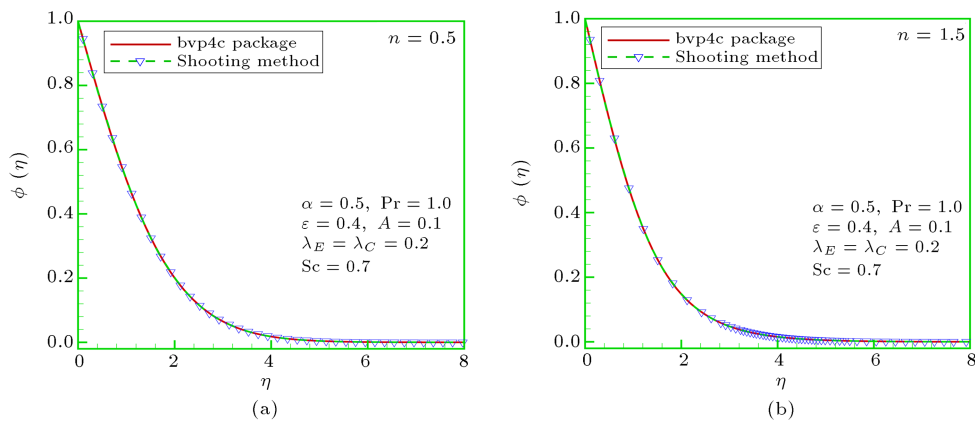 1.0
0.8
0.6
0.4
0.2
0.0
ϕ (η)
bvp4c package
Shooting method
n = 0.5
α = 0.5, Pr = 1.0
ε = 0.4, A = 0.1
λ_E = λ_C = 0.2
Sc = 0.7
0 2 4 6 8
η
(a)
1.0
0.8
0.6
0.4
0.2
0.0
ϕ (η)
bvp4c package
Shooting method
n = 1.5
α = 0.5, Pr = 1.0
ε = 0.4, A = 0.1
λ_E = λ_C = 0.2
Sc = 0.7
0 2 4 6 8
η
(b)